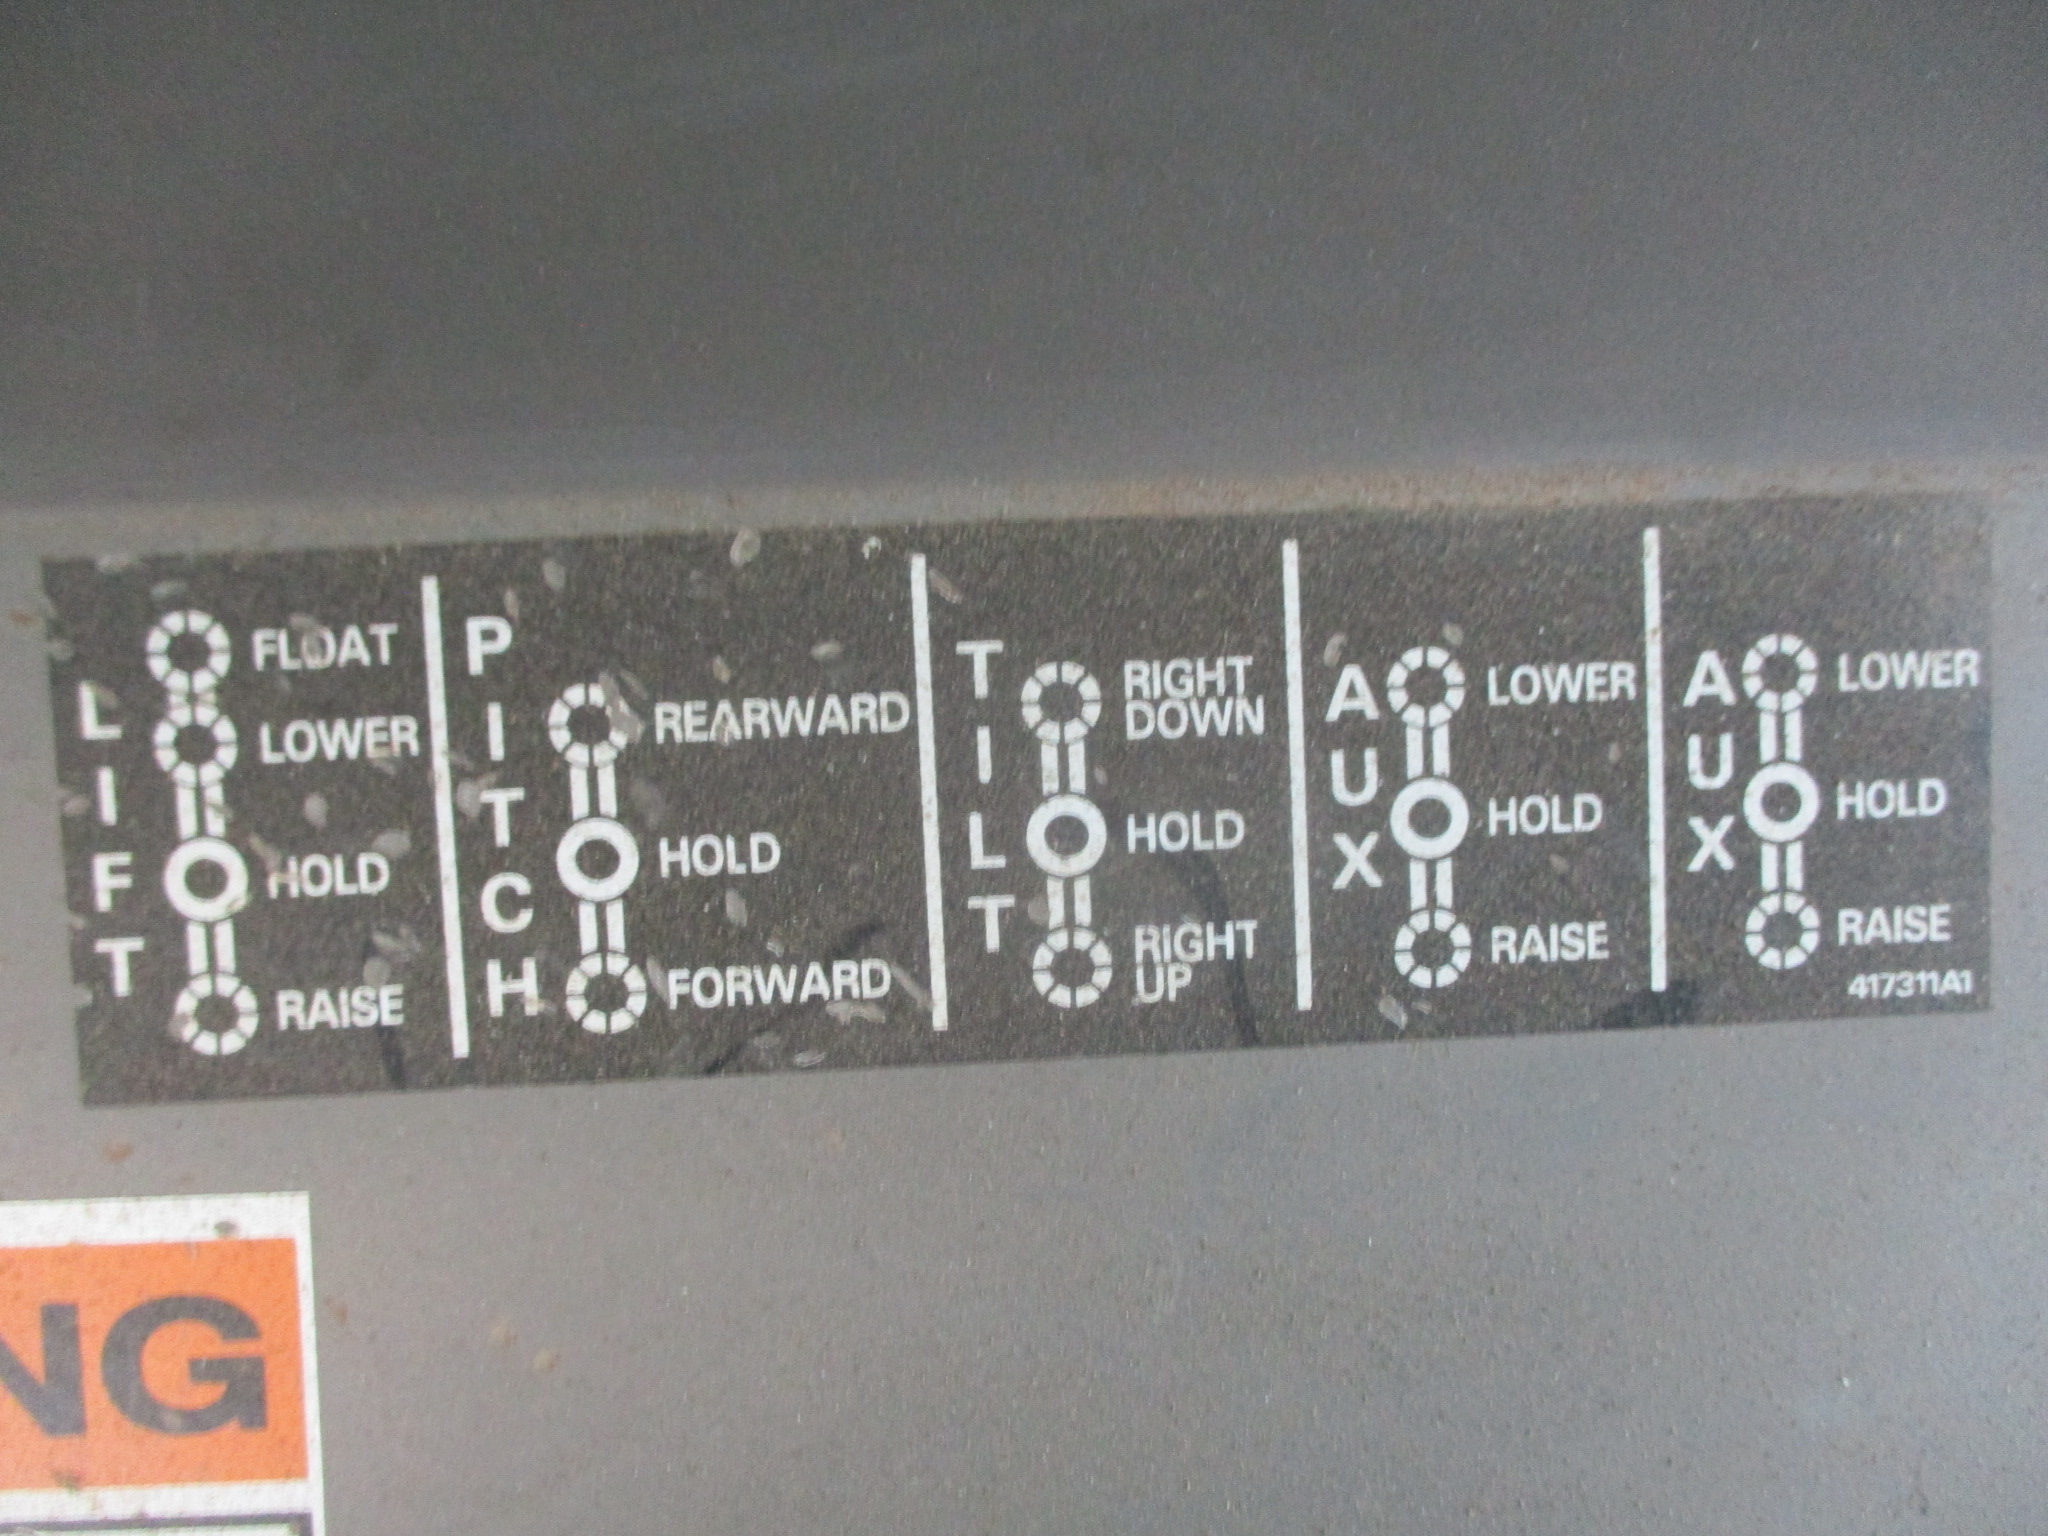 LIFT
FLOAT
LOWER
HOLD
RAISE
PITCH
REARWARD
HOLD
FORWARD
TILT
RIGHT
DOWN
HOLD
RIGHT
UP
AUX
LOWER
HOLD
RAISE
AUX
LOWER
HOLD
RAISE
417311A1
NG